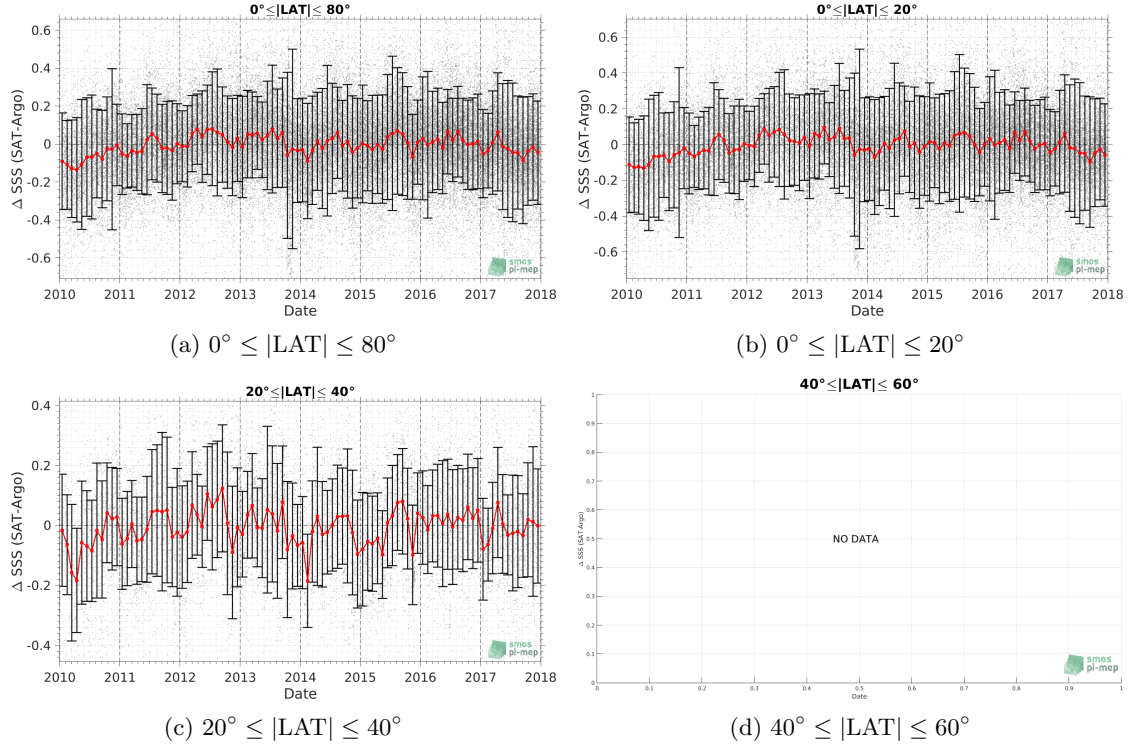 0°≤|LAT|≤ 80°
0.6
0.4
0.2
0
-0.2
-0.4
-0.6
Δ SSS (SAT-Argo)
2010 2011 2012 2013 2014 2015 2016 2017 2018
Date
smos
pi-mep
(a) 0° ≤ |LAT| ≤ 80°
0°≤|LAT|≤ 20°
0.6
0.4
0.2
0
-0.2
-0.4
-0.6
Δ SSS (SAT-Argo)
2010 2011 2012 2013 2014 2015 2016 2017 2018
Date
smos
pi-mep
(b) 0° ≤ |LAT| ≤ 20°
20°≤|LAT|≤ 40°
0.4
0.2
0
-0.2
-0.4
Δ SSS (SAT-Argo)
2010 2011 2012 2013 2014 2015 2016 2017 2018
Date
smos
pi-mep
(c) 20° ≤ |LAT| ≤ 40°
40°≤|LAT|≤ 60°
1
0.9
0.8
0.7
0.6
0.5
0.4
0.3
0.2
0.1
0
Δ SSS (SAT-Argo)
NO DATA
0 0.1 0.2 0.3 0.4 0.5 0.6 0.7 0.8 0.9 1
Date
smos
pi-mep
(d) 40° ≤ |LAT| ≤ 60°